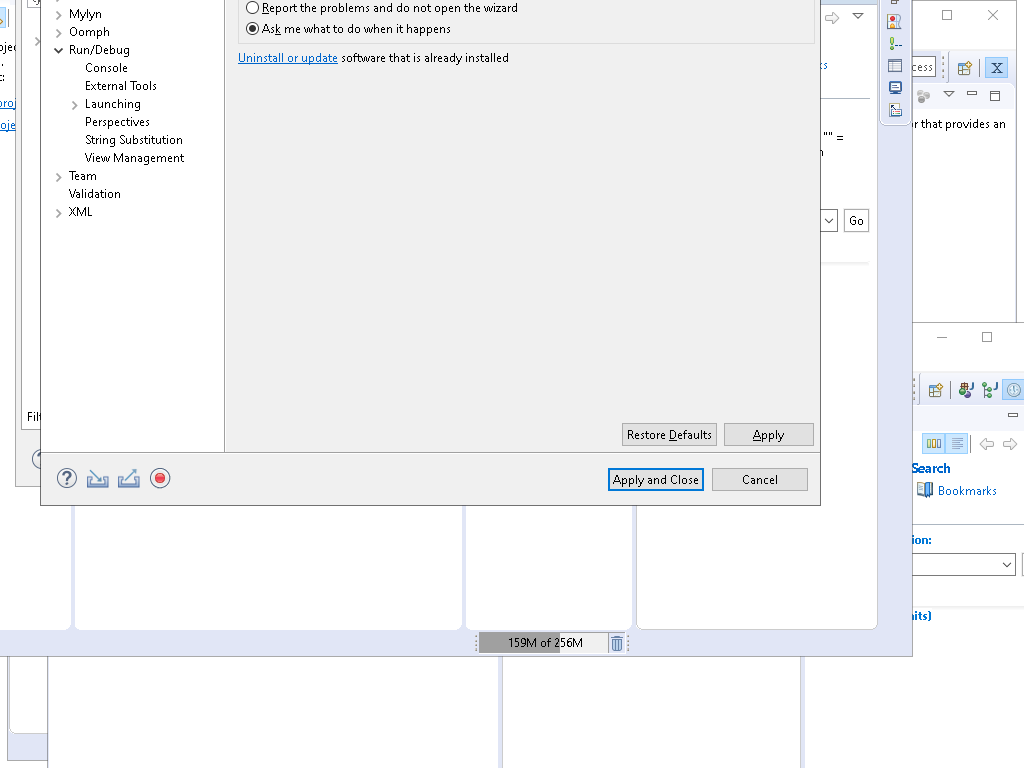 Mylyn
Oomph
Run/Debug
Console
External Tools
Launching
Perspectives
String Substitution
View Management
Team
Validation
XML
Report the problems and do not open the wizard
Ask me what to do when it happens
Uninstall or update software that is already installed
Restore Defaults
Apply
Apply and Close
Cancel
Go
"" =
or that provides an
Search
Bookmarks
159M of 256M